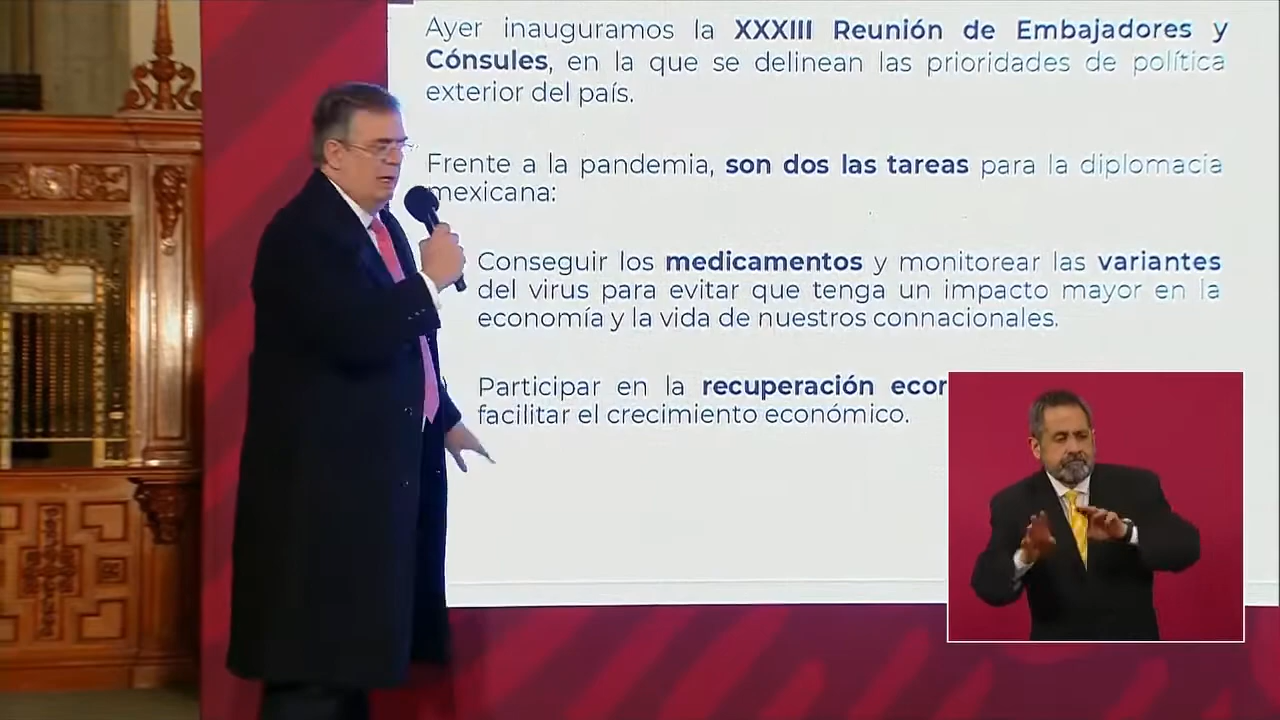 Ayer inauguramos la XXXIII Reunión de Embajadores y
Cónsules, en la que se delinean las prioridades de política
exterior del país.
Frente a la pandemia, son dos las tareas para la diplomacia
mexicana:
Conseguir los medicamentos y monitorear las variantes
del virus para evitar que tenga un impacto mayor en la
economía y la vida de nuestros connacionales.
Participar en la recuperación
facilitar el crecimiento económico.